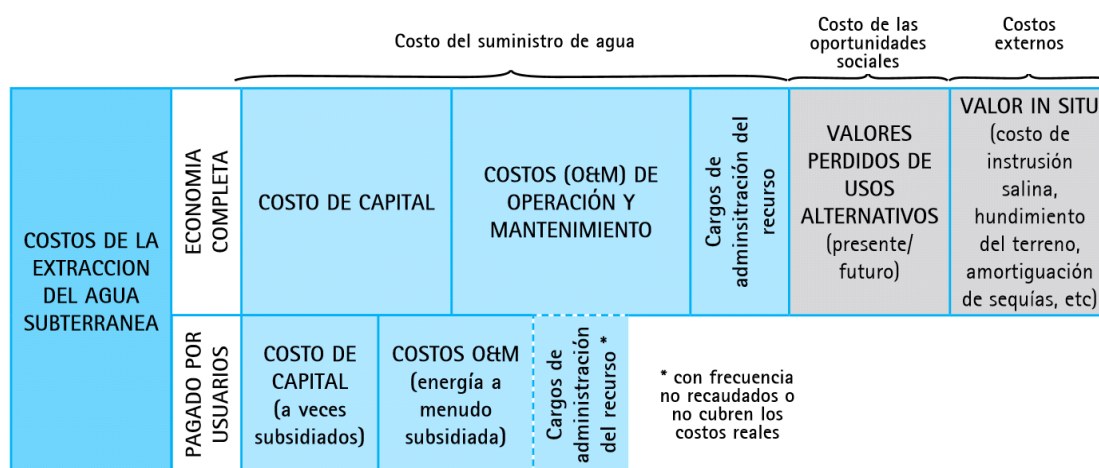 Costo del suministro de agua
Costo de las
oportunidades
sociales
Costos
externos
COSTOS DE LA
EXTRACCION
DEL AGUA
SUBTERRANEA
ECONOMIA
COMPLETA
COSTO DE CAPITAL
COSTOS (O&M) DE
OPERACIÓN Y
MANTENIMIENTO
Cargos de
adminsitración del
recurso
VALORES
PERDIDOS DE
USOS
ALTERNATIVOS
(presente/
futuro)
VALOR IN SITU
(costo de
instrusión
salina,
hundimiento
del terreno,
amortiguación
de sequías, etc)
PAGADO POR
USUARIOS
COSTO DE
CAPITAL
(a veces
subsidiados)
COSTOS O&M
(energía a
menudo
subsidiada)
Cargos de
administración
del recurso *
* con frecuencia
no recaudados o
no cubren los
costos reales